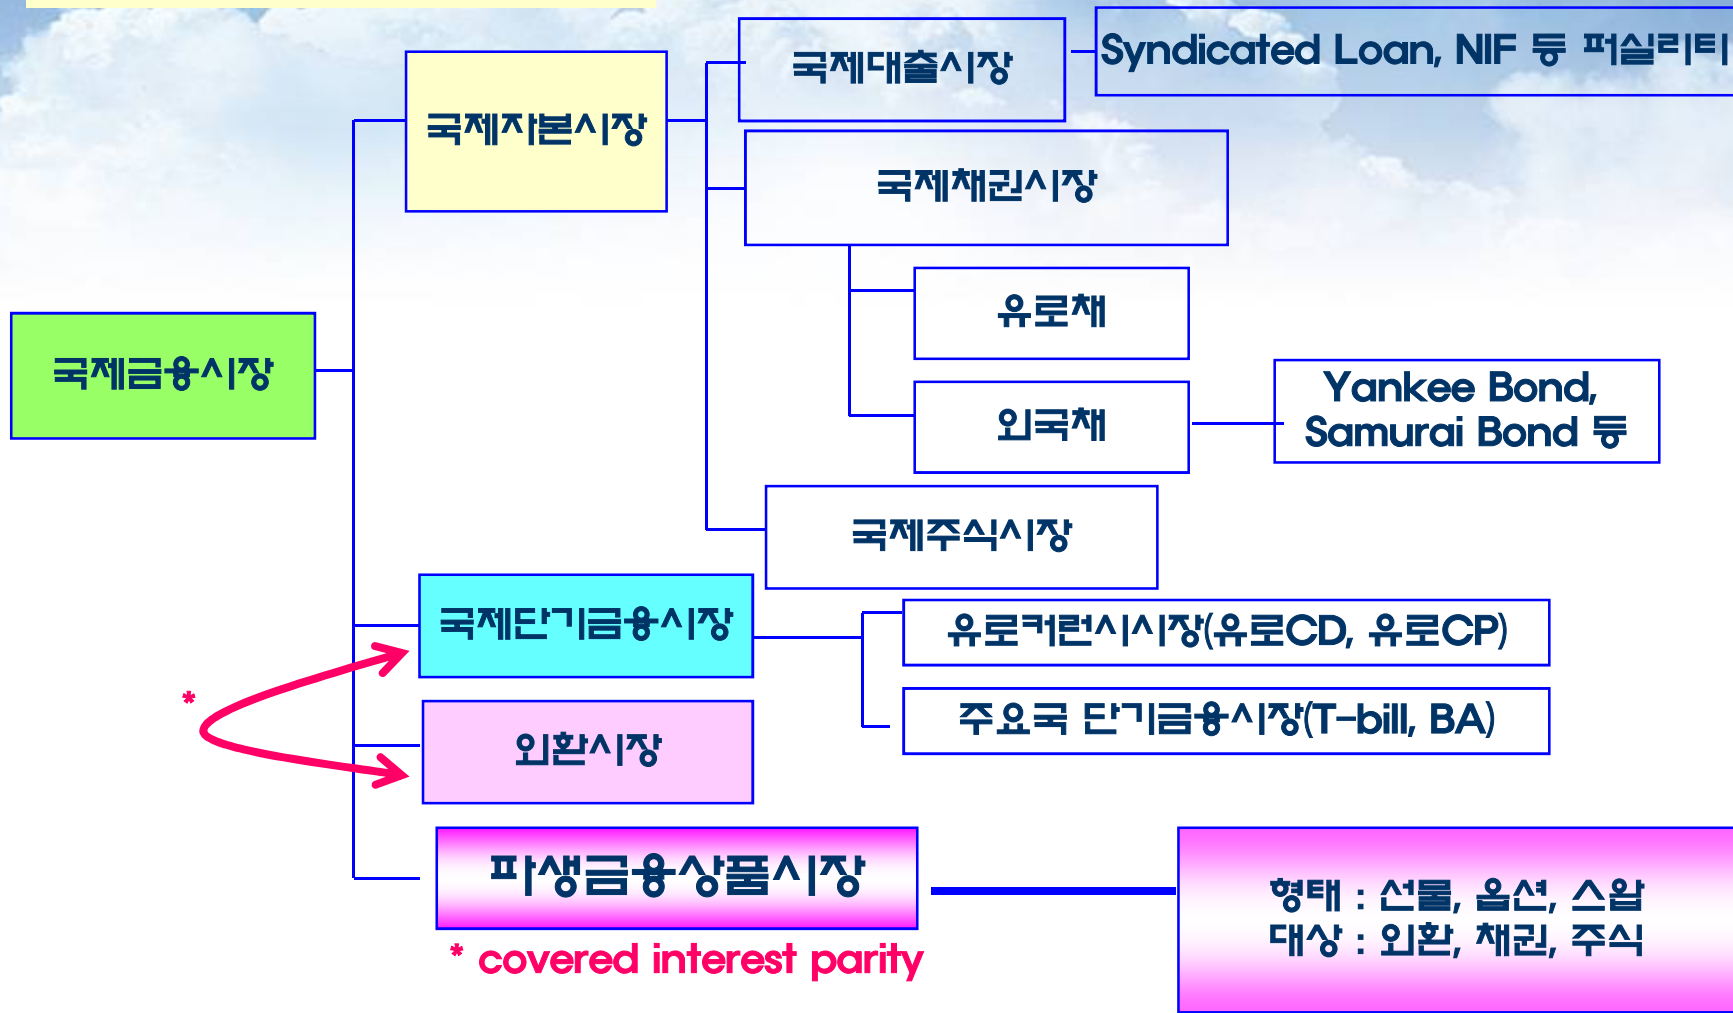 국제대출시장
Syndicated Loan, NIF 등 퍼실리티
국제자본시장
국제채권시장
유로채
국제금융시장
외국채
Yankee Bond,
Samurai Bond 등
국제주식시장
국제단기금융시장
유로커런시시장(유로CD, 유로CP)
*
주요국 단기금융시장(T-bill, BA)
외환시장
파생금융상품시장
형태 : 선물, 옵션, 스왑
대상 : 외환, 채권, 주식
* covered interest parity